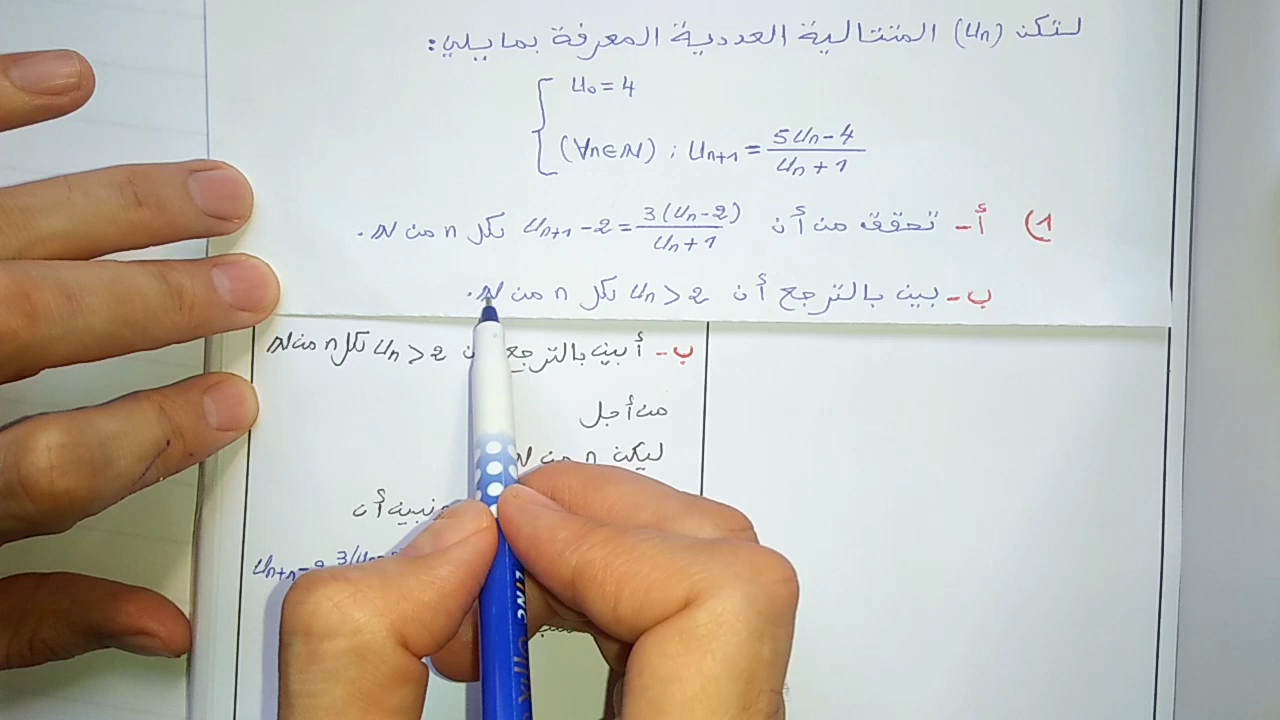 لتكن (Un) المتتالية العددية المعرفة بمايلي:
U0 = 4
(∀n∈ℕ) ; Un+1 = (5Un - 4)/(Un + 1)
1) أ- تحقق من أن Un+1 - 2 = 3(Un - 2)/(Un + 1) لكل n من ℕ.
ب- بين بالترجع أن Un > 2 لكل n من ℕ.
ب- أبين بالترجع Un > 2 لكل n من ℕ
من أجل
ليكن n من ℕ
ونبين أن